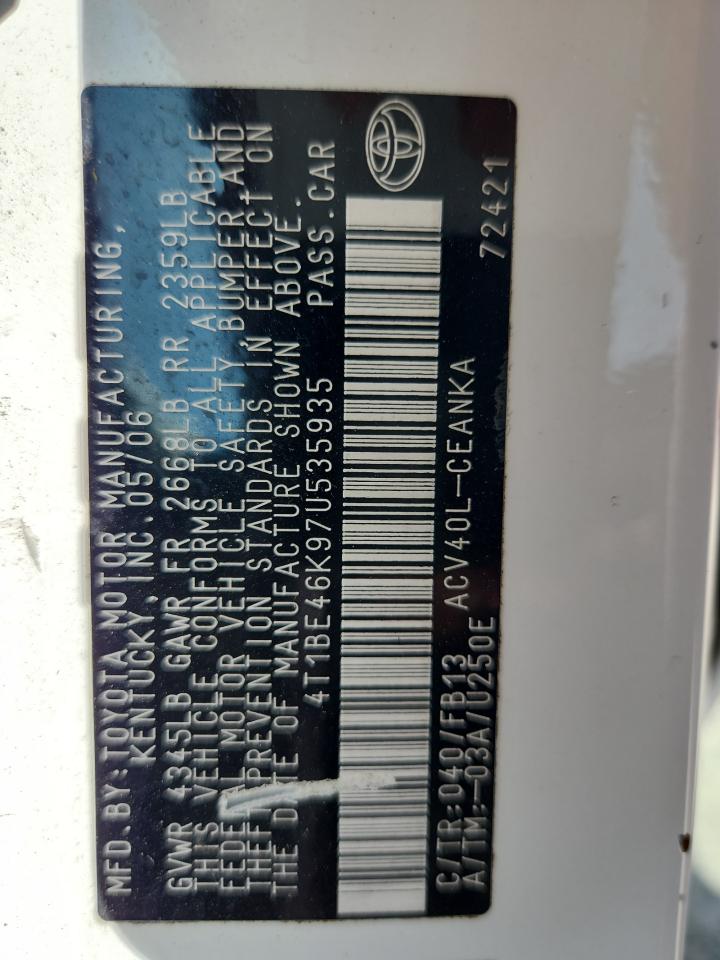 MFD.BY:TOYOTA MOTOR MANUFACTURING,
KENTUCKY, INC. 05/06
GVWR 4345LB GAWR FR 2668LB RR 2359LB
THIS VEHICLE CONFORMS TO ALL APPLICABLE
FEDERAL MOTOR VEHICLE SAFETY BUMPER, AND
THEFT PREVENTION STANDARDS IN EFFECT ON
THE DATE OF MANUFACTURE SHOWN ABOVE.
4T1BE46K97U535935 PASS.CAR
C/TR:040/FB13 ACV40L-CEANKA 72421
A/TM:-03A/U250E